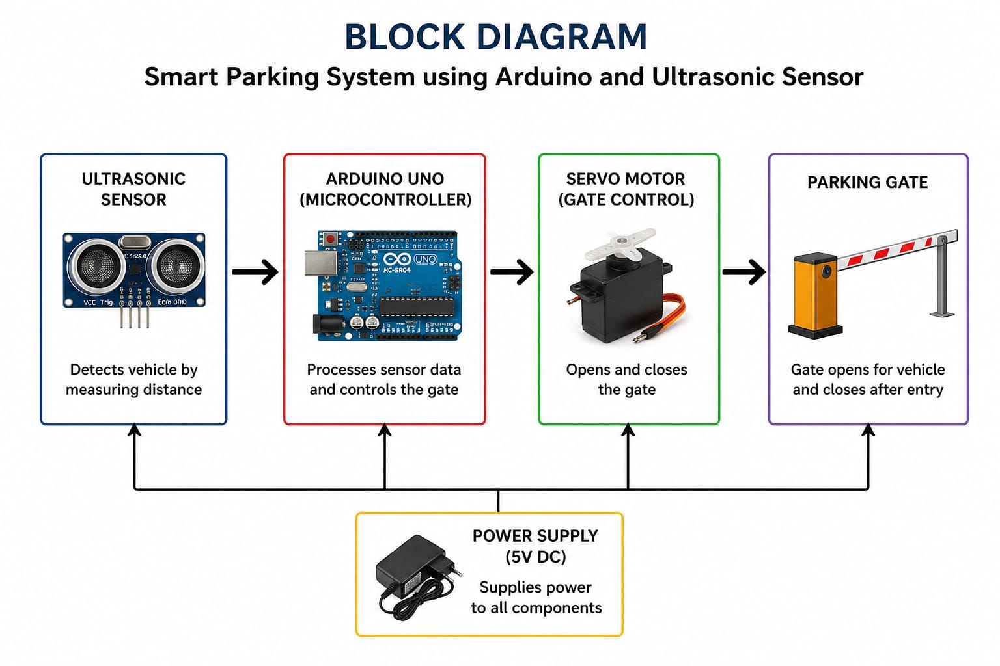 BLOCK DIAGRAM
Smart Parking System using Arduino and Ultrasonic Sensor
ULTRASONIC
SENSOR
VCC Trig
Detects vehicle by
measuring distance
ARDUINO UNO
(MICROCONTROLLER)
UNO
HC-SR04
Processes sensor data
and controls the gate
SERVO MOTOR
(GATE CONTROL)
Opens and closes
the gate
PARKING GATE
Gate opens for vehicle
and closes after entry
POWER SUPPLY
(5V DC)
Supplies power
to all components